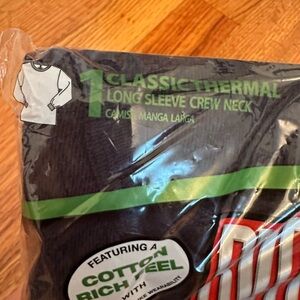 1 CLASSIC THERMAL
LONG SLEEVE CREW NECK
CAMISA MANGA LARGA
FEATURING A
COTTON
RICH FEEL
WITH